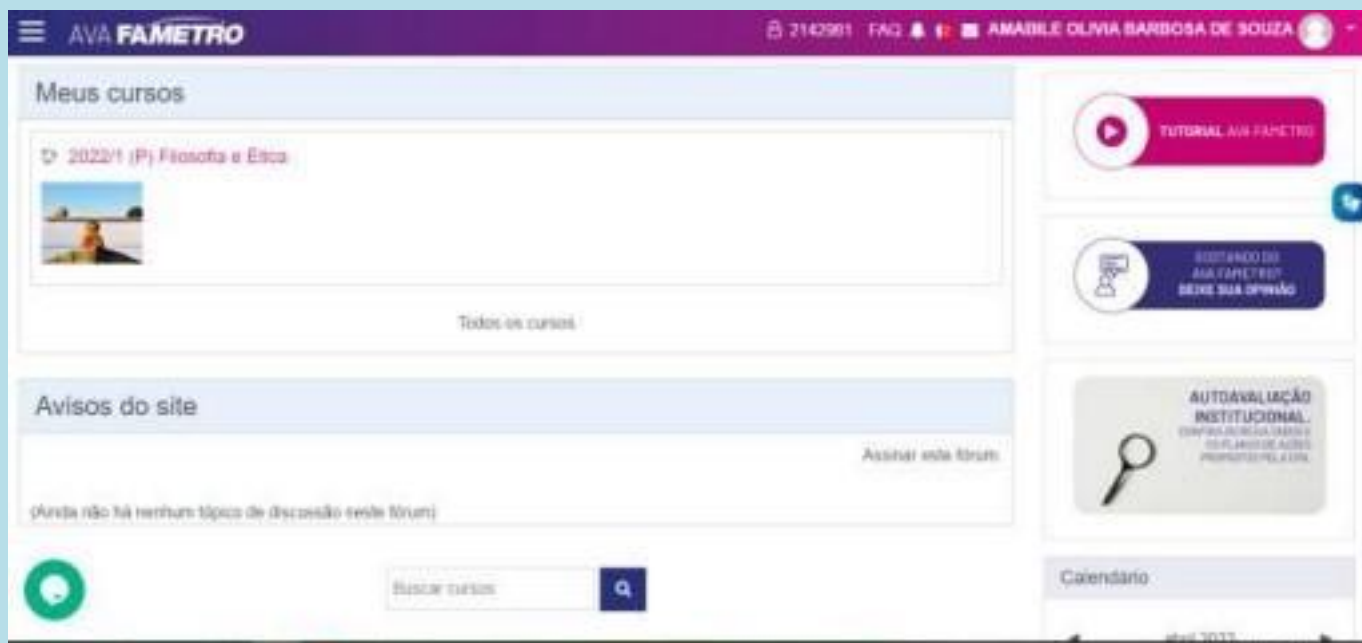 AVA FAMETRO
2142981 FAQ AMABILE OLIVIA BARBOSA DE SOUZA
Meus cursos
2022/1 (P) Filosofia e Ética
Todos os cursos
Avisos do site
Assinar este fórum
(Ainda não há nenhum tópico de discussão neste fórum)
Buscar cursos
TUTORIAL AVA FAMETRO
GOSTANDO DO
AVA FAMETRO?
DEIXE SUA OPINIÃO
AUTOAVALIAÇÃO
INSTITUCIONAL.
Calendário
abril 2022